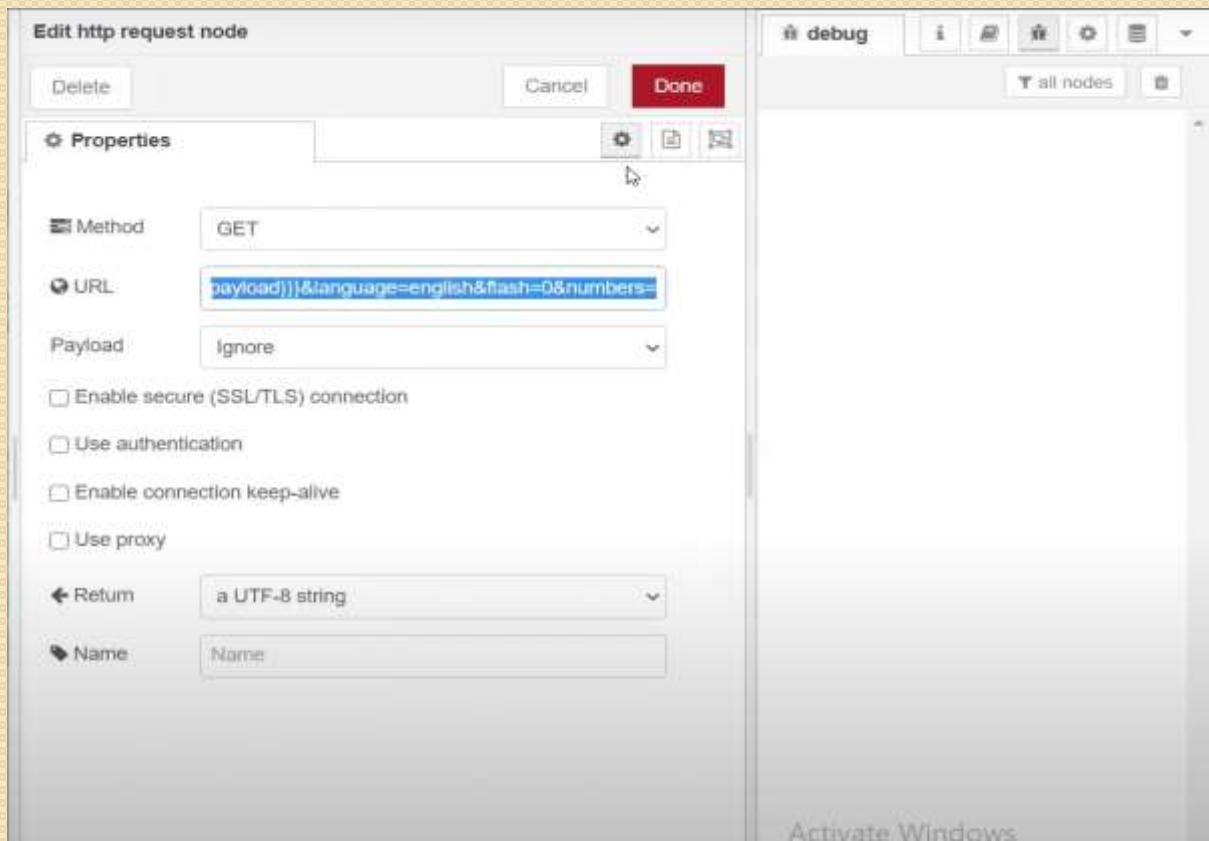 Edit http request node
Delete
Cancel
Done
Properties
Method
GET
URL
payload}}}&language=english&flash=0&numbers=
Payload
Ignore
Enable secure (SSL/TLS) connection
Use authentication
Enable connection keep-alive
Use proxy
Return
a UTF-8 string
Name
Name
debug
i
all nodes
Activate Windows